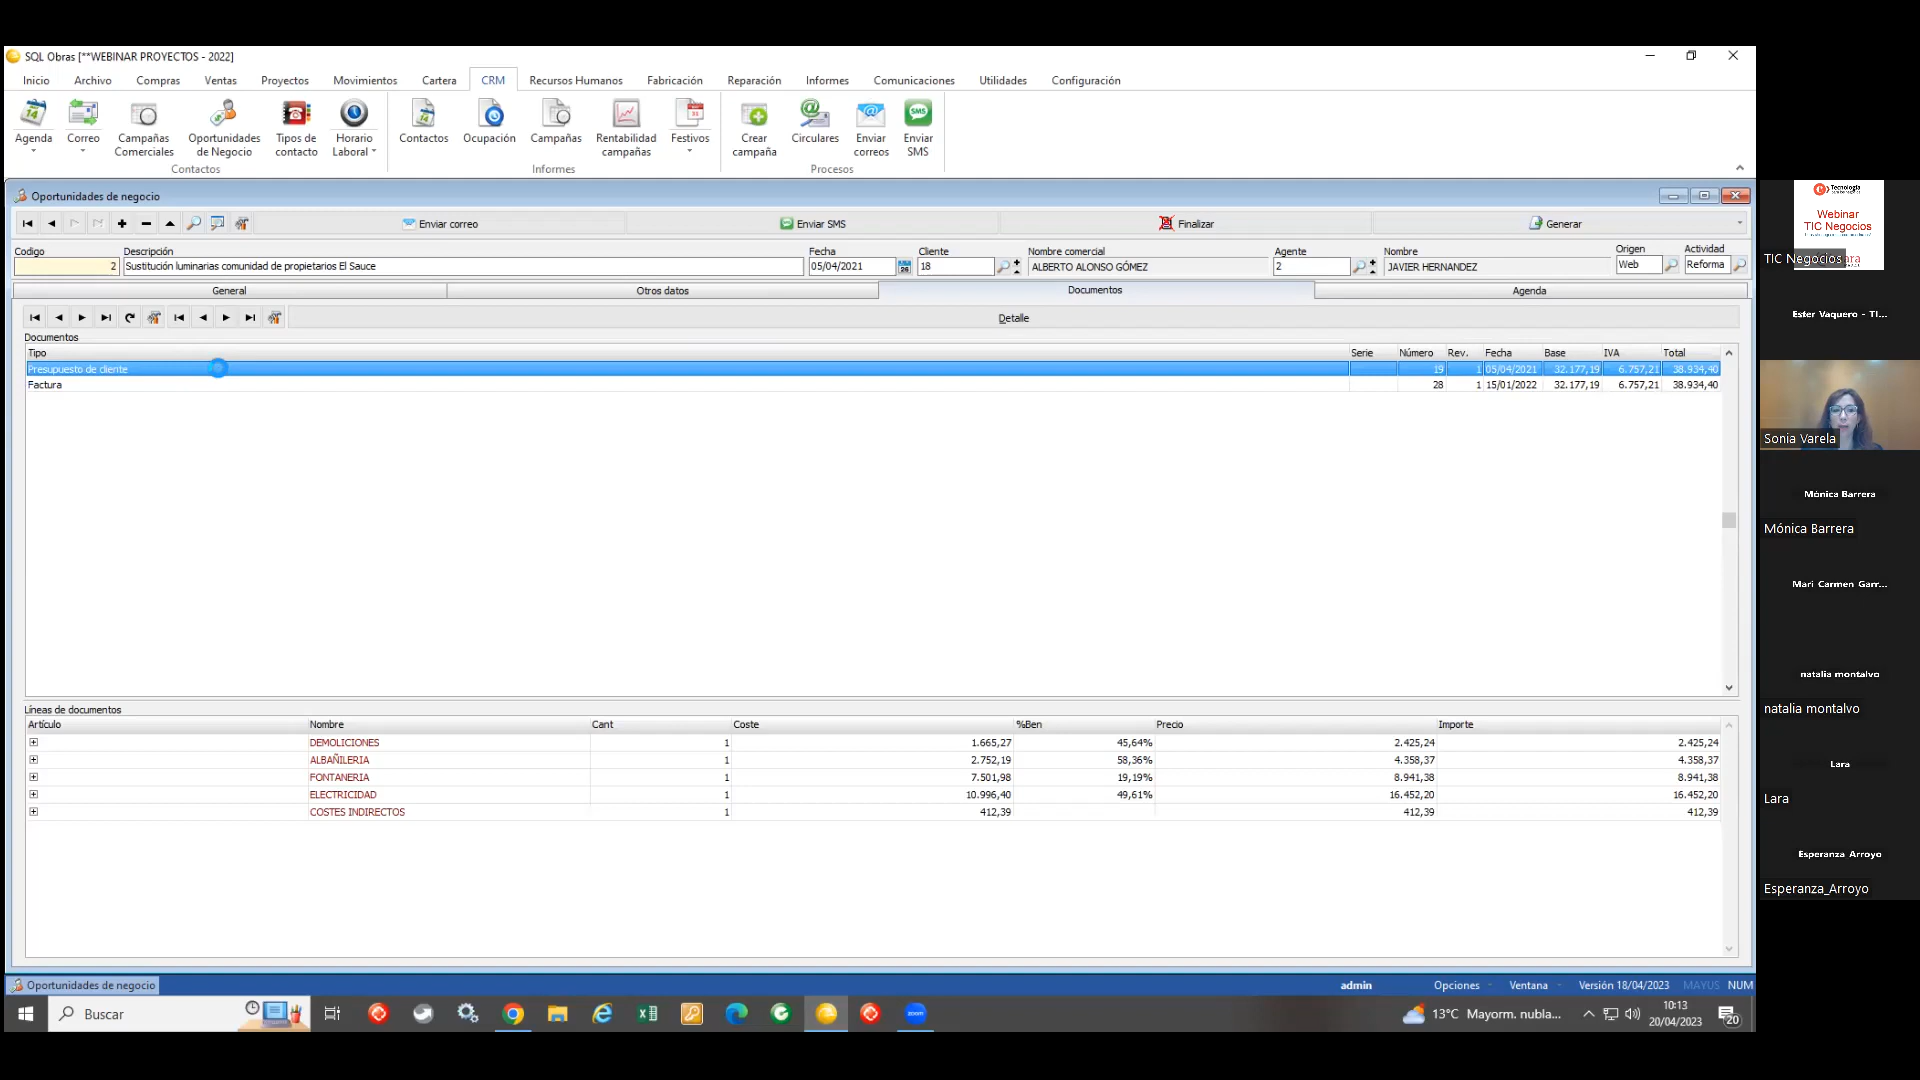 SQL Obras [**WEBINAR PROYECTOS - 2022]
Inicio Archivo Compras Ventas Proyectos Movimientos Cartera CRM Recursos Humanos Fabricación Reparación Informes Comunicaciones Utilidades Configuración
Agenda Correo Campañas Comerciales Oportunidades de Negocio Tipos de contacto Horario Laboral Contactos Ocupación Campañas Rentabilidad campañas Festivos Crear campaña Circulares Enviar correos Enviar SMS
Contactos Informes Procesos
Oportunidades de negocio
Enviar correo Enviar SMS Finalizar Generar
Codigo Descripción Fecha Cliente Nombre comercial Agente Nombre Origen Actividad
2 Sustitución luminarias comunidad de propietarios El Sauce 05/04/2021 18 ALBERTO ALONSO GÓMEZ 2 JAVIER HERNANDEZ Web Reforma
General Otros datos Documentos Agenda
Detalle
Documentos
Tipo Serie Número Rev. Fecha Base IVA Total
Presupuesto de cliente 19 1 05/04/2021 32.177,19 6.757,21 38.934,40
Factura 28 1 15/01/2022 32.177,19 6.757,21 38.934,40
Líneas de documentos
Artículo Nombre Cant Coste %Ben Precio Importe
DEMOLICIONES 1 1.665,27 45,64% 2.425,24 2.425,24
ALBAÑILERIA 1 2.752,19 58,36% 4.358,37 4.358,37
FONTANERIA 1 7.501,98 19,19% 8.941,38 8.941,38
ELECTRICIDAD 1 10.996,40 49,61% 16.452,20 16.452,20
COSTES INDIRECTOS 1 412,39 412,39 412,39
Oportunidades de negocio admin Opciones Ventana Versión 18/04/2023 MAYUS NUM
Buscar
zoom
13°C Mayorm. nubla...
10:13
20/04/2023
20
Tecnología
Webinar
TIC Negocios
TIC Negocios
Ester Vaquero - TI...
Sonia Varela
Mónica Barrera
Mónica Barrera
Mari Carmen Garr...
natalia montalvo
natalia montalvo
Lara
Lara
Esperanza Arroyo
Esperanza_Arroyo